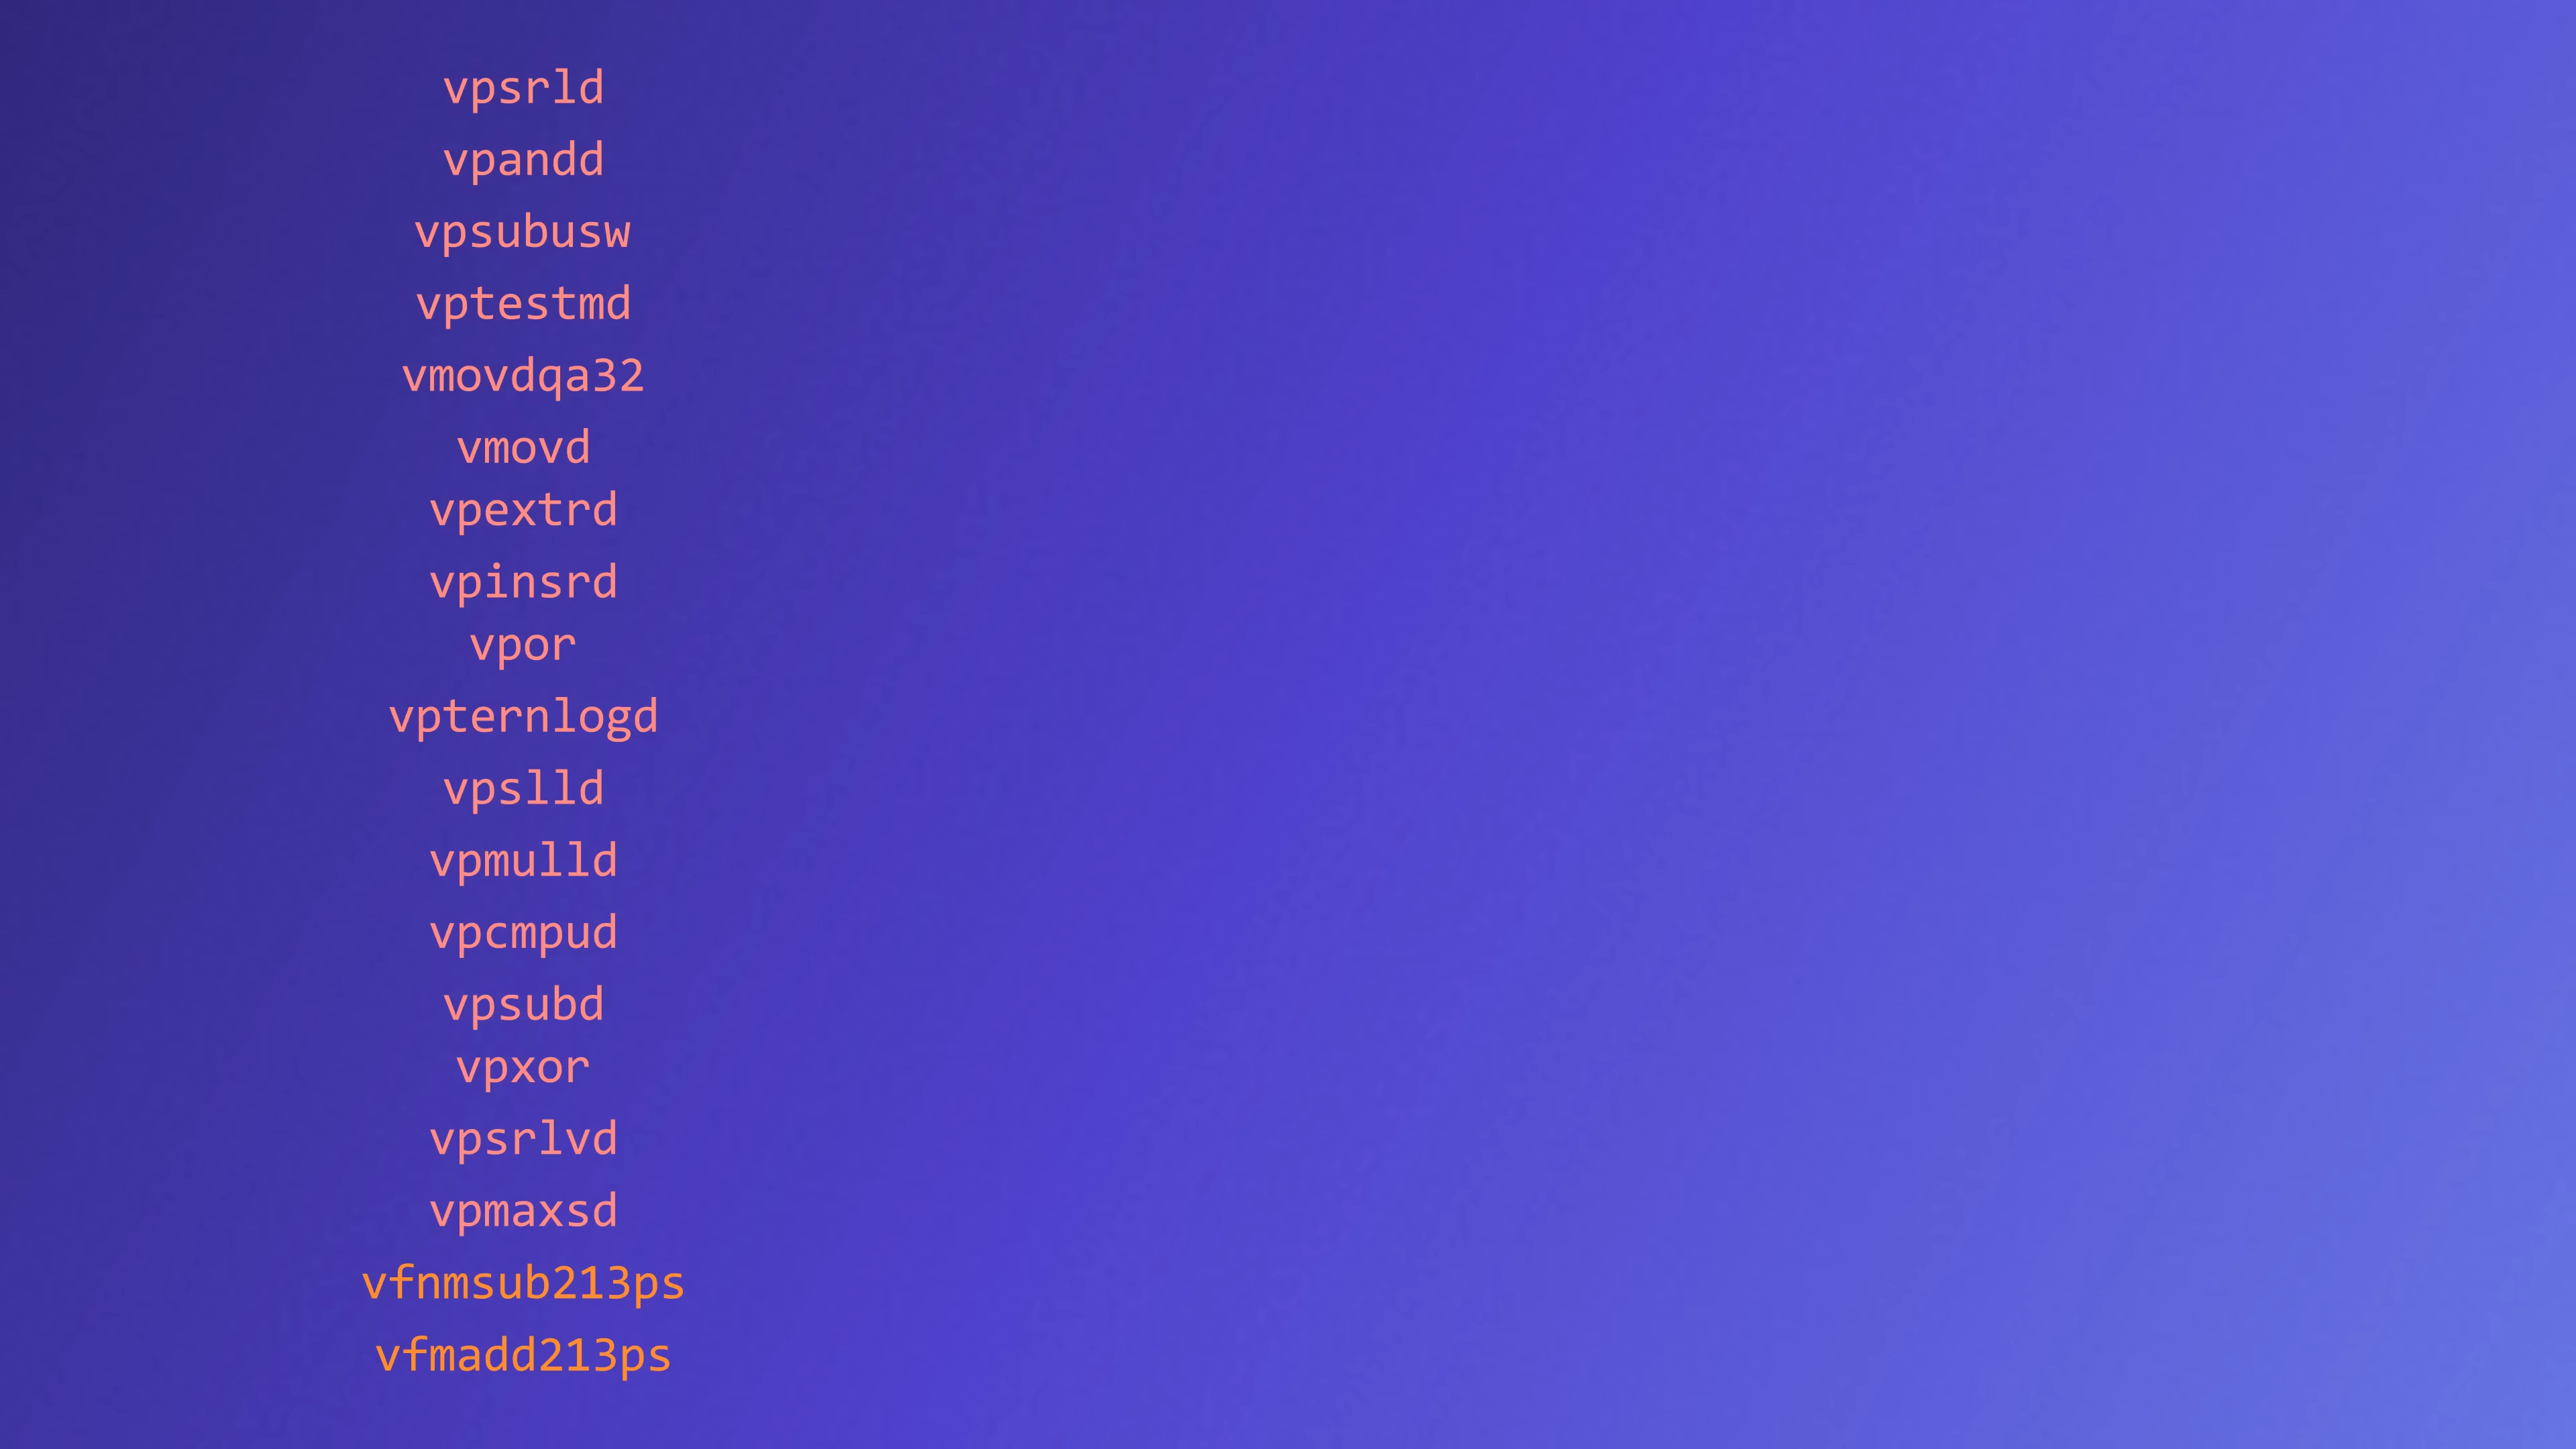 vpsrld
vpandd
vpsubusw
vptestmd
vmovdqa32
vmovd
vpextrd
vpinsrd
vpor
vpternlogd
vpslld
vpmulld
vpcmpud
vpsubd
vpxor
vpsrlvd
vpmaxsd
vfnmsub213ps
vfmadd213ps